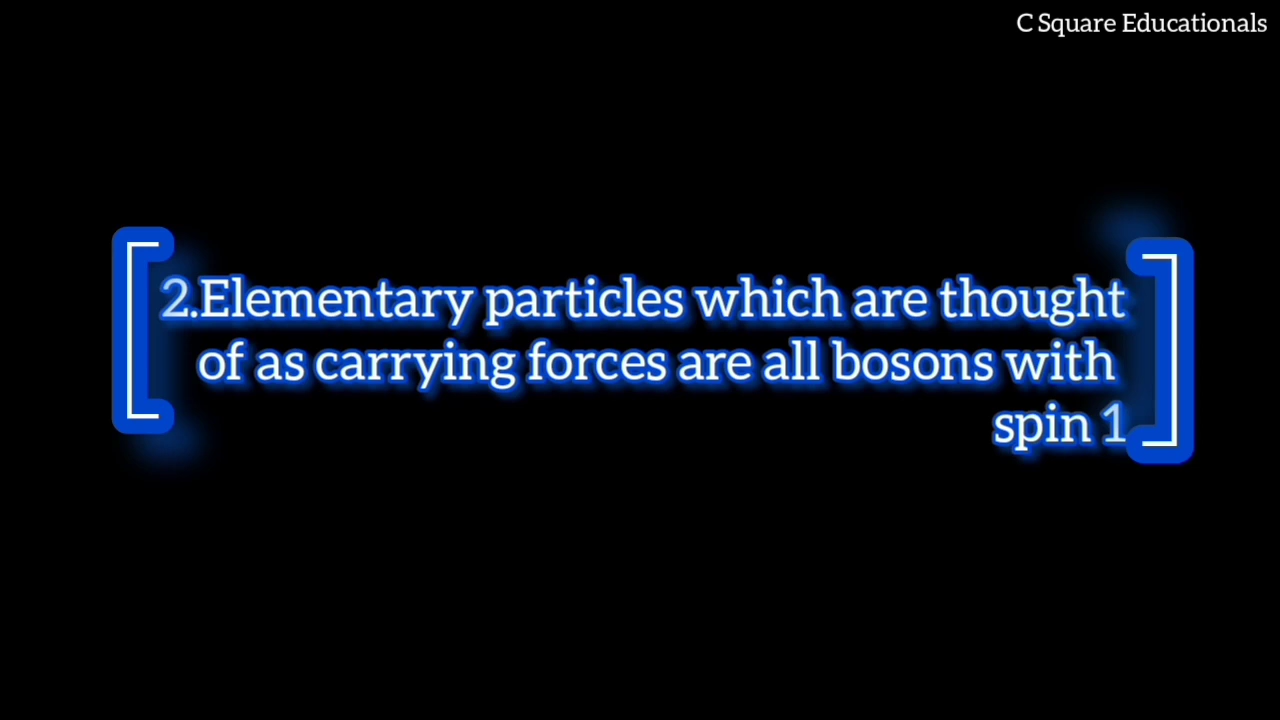 C Square Educationals
2.Elementary particles which are thought
of as carrying forces are all bosons with
spin 1